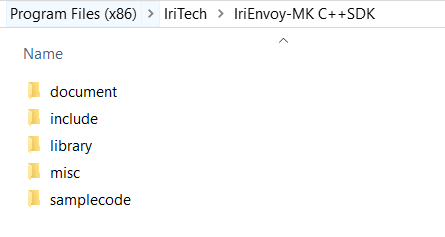 Program Files (x86) > IriTech > IriEnvoy-MK C++SDK
Name
document
include
library
misc
samplecode